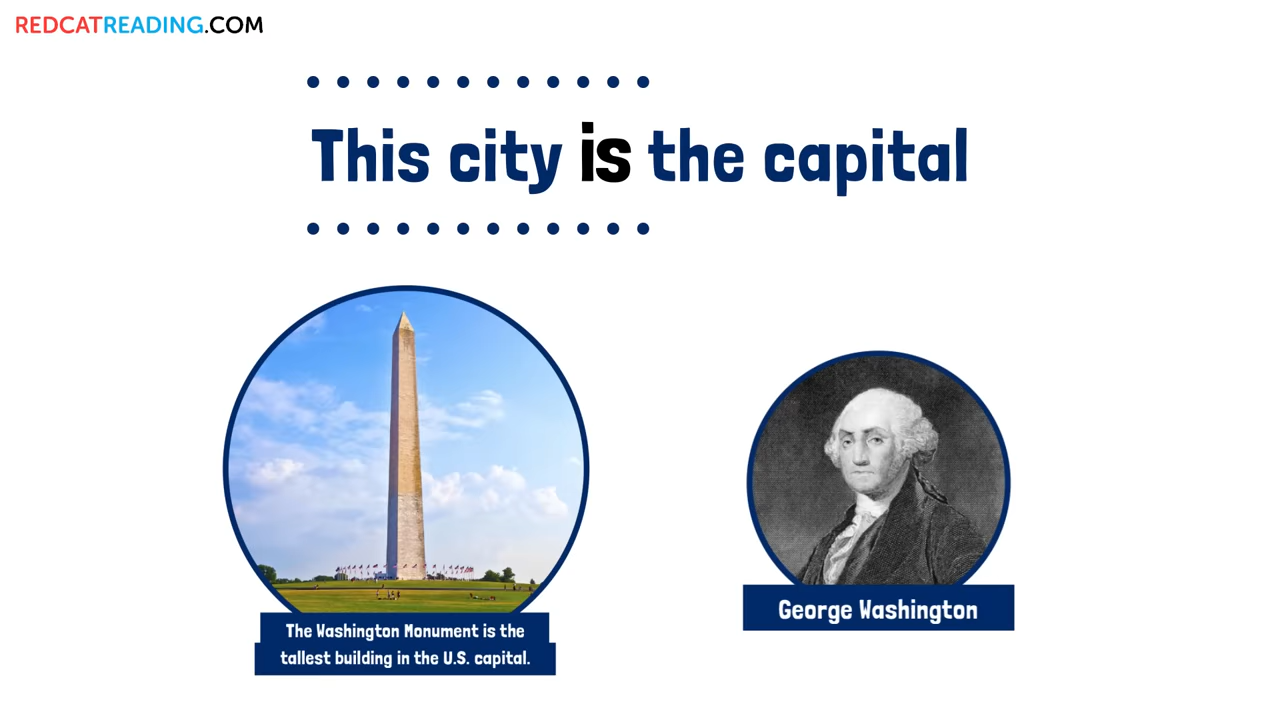 REDCATREADING.COM
This city is the capital
The Washington Monument is the
tallest building in the U.S. capital.
George Washington